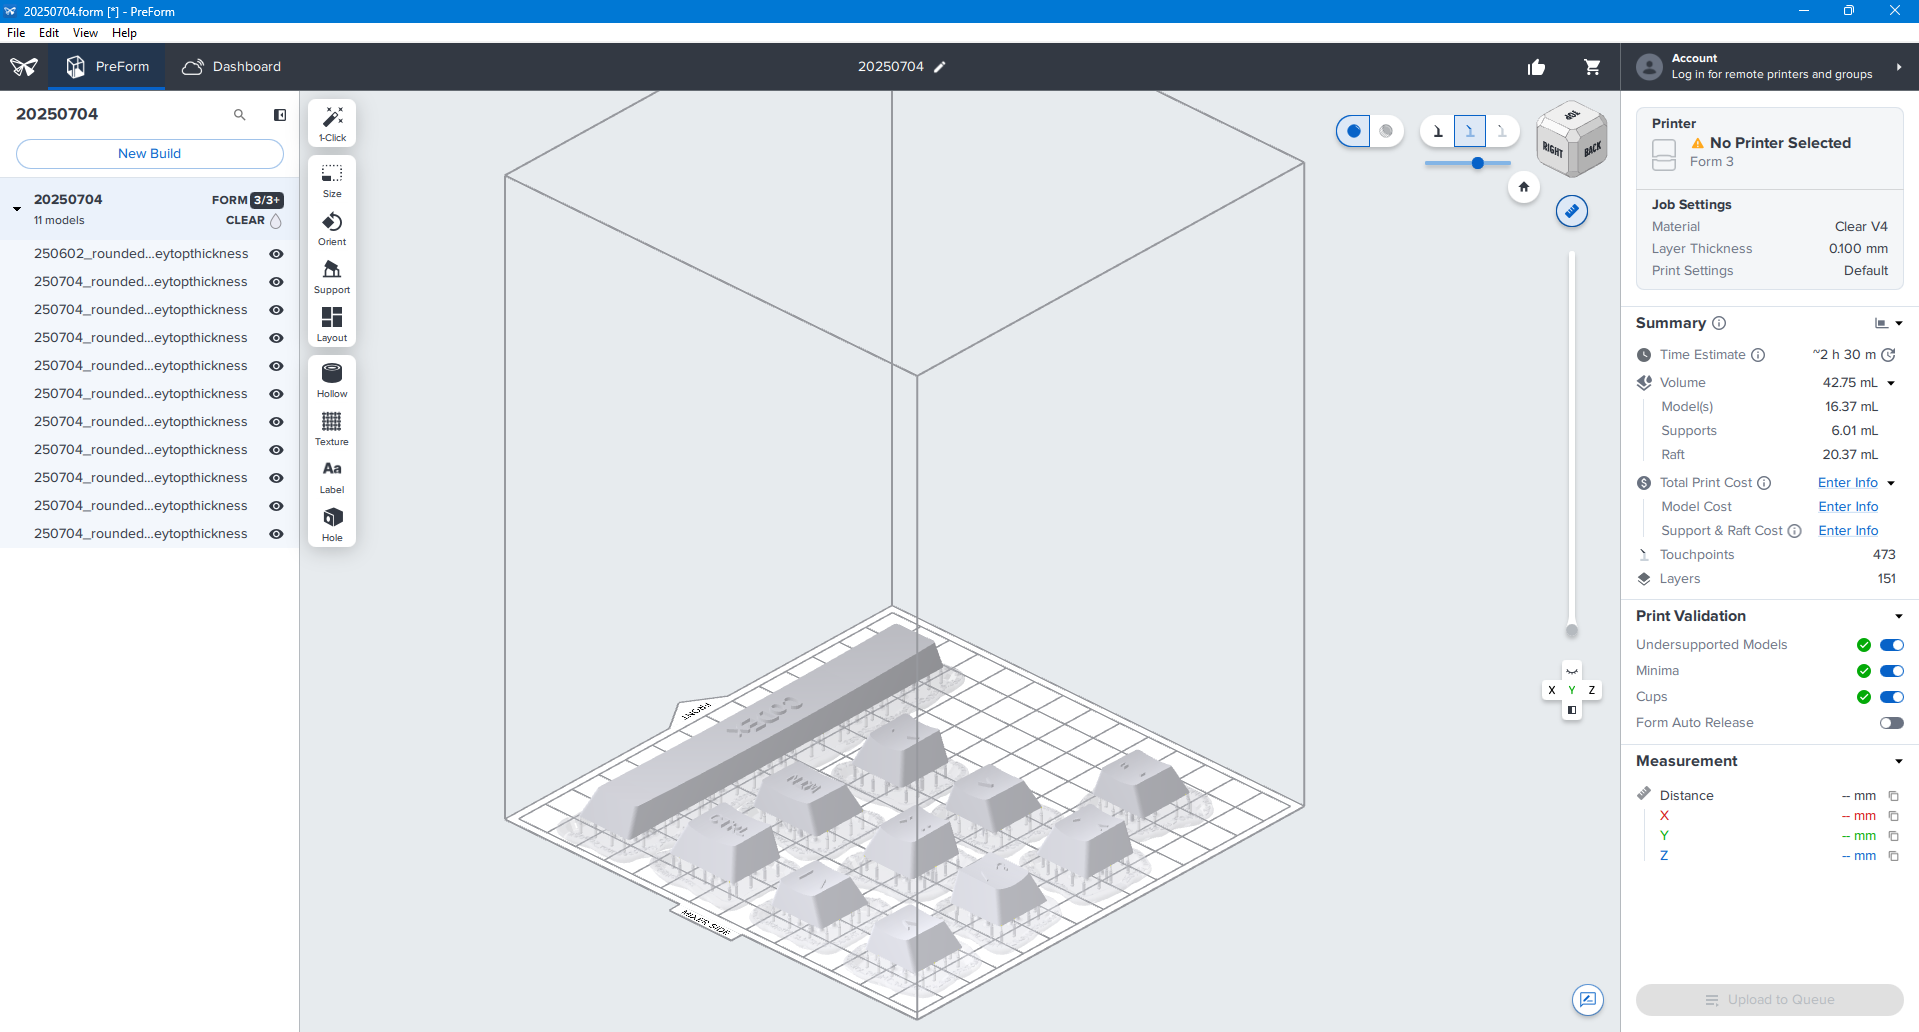 20250704.form [*] - PreForm
File Edit View Help
PreForm
Dashboard
20250704
Account
Log in for remote printers and groups
20250704
New Build
20250704 FORM 3/3+
11 models CLEAR
250602_rounded...eytopthickness
250704_rounded...eytopthickness
250704_rounded...eytopthickness
250704_rounded...eytopthickness
250704_rounded...eytopthickness
250704_rounded...eytopthickness
250704_rounded...eytopthickness
250704_rounded...eytopthickness
250704_rounded...eytopthickness
250704_rounded...eytopthickness
250704_rounded...eytopthickness
1-Click
Size
Orient
Support
Layout
Hollow
Texture
Aa
Label
Hole
TOP
RIGHT
BACK
X Y Z
FRONT
CTRL
MIXER SIDE
Printer
No Printer Selected
Form 3
Job Settings
Material Clear V4
Layer Thickness 0.100 mm
Print Settings Default
Summary
Time Estimate ~2 h 30 m
Volume 42.75 mL
Model(s) 16.37 mL
Supports 6.01 mL
Raft 20.37 mL
Total Print Cost Enter Info
Model Cost Enter Info
Support & Raft Cost Enter Info
Touchpoints 473
Layers 151
Print Validation
Undersupported Models
Minima
Cups
Form Auto Release
Measurement
Distance -- mm
X -- mm
Y -- mm
Z -- mm
Upload to Queue